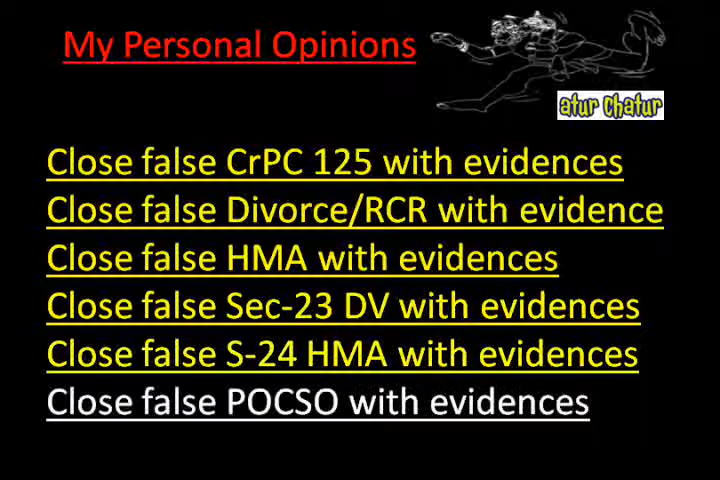 My Personal Opinions
atur Chatur
Close false CrPC 125 with evidences
Close false Divorce/RCR with evidence
Close false HMA with evidences
Close false Sec-23 DV with evidences
Close false S-24 HMA with evidences
Close false POCSO with evidences